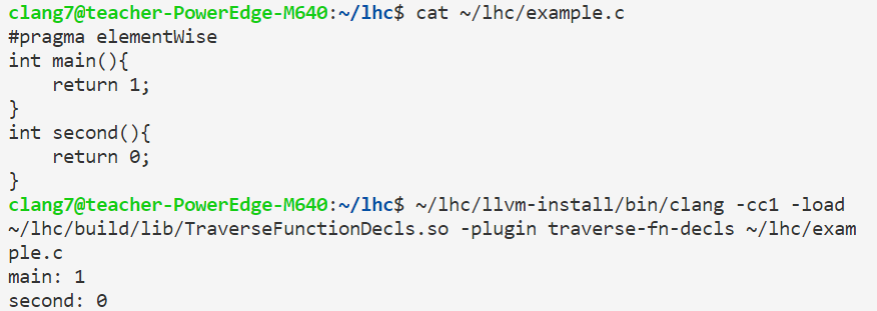 clang7@teacher-PowerEdge-M640:~/lhc$ cat ~/lhc/example.c
#pragma elementWise
int main(){
    return 1;
}
int second(){
    return 0;
}
clang7@teacher-PowerEdge-M640:~/lhc$ ~/lhc/llvm-install/bin/clang -cc1 -load
~/lhc/build/lib/TraverseFunctionDecls.so -plugin traverse-fn-decls ~/lhc/exam
ple.c
main: 1
second: 0